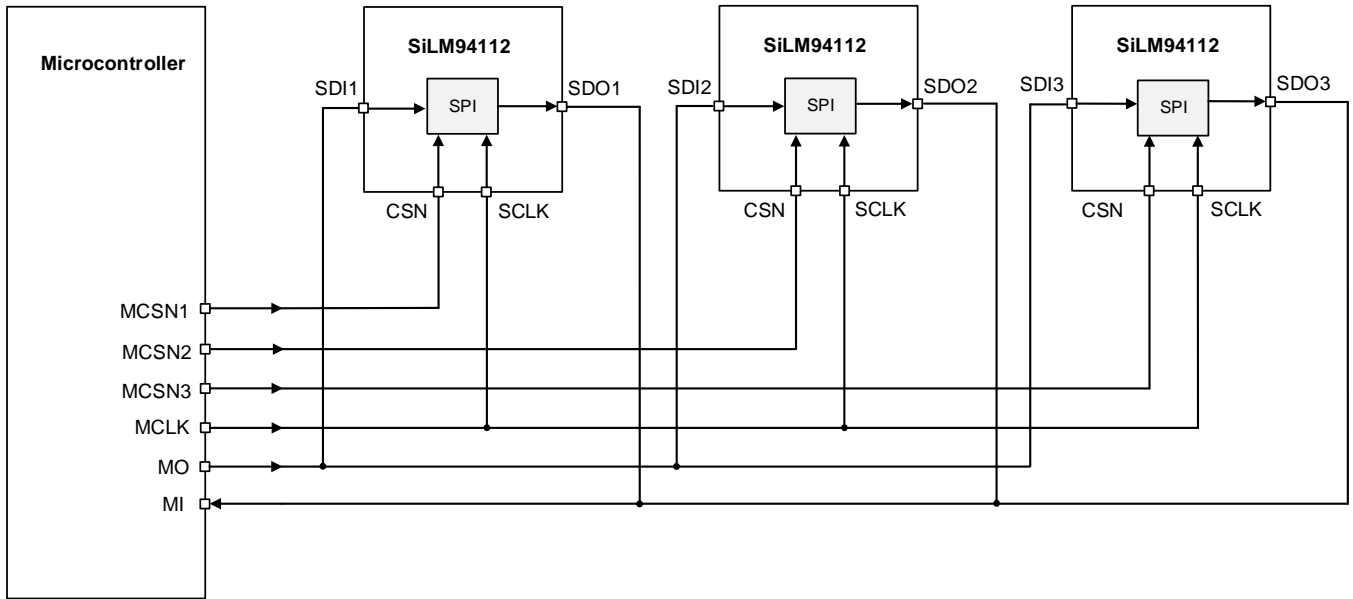 Microcontroller
SiLM94112
SiLM94112
SiLM94112
SDI1
SPI
SDO1
SDI2
SPI
SDO2
SDI3
SPI
SDO3
CSN
SCLK
CSN
SCLK
CSN
SCLK
MCSN1
MCSN2
MCSN3
MCLK
MO
MI